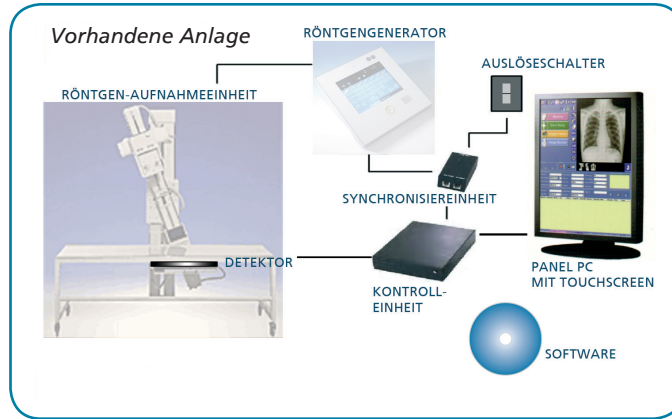 Vorhandene Anlage
RÖNTGENGENERATOR
AUSLÖSESCHALTER
RÖNTGEN-AUFNAHMEEINHEIT
SYNCHRONISIEREINHEIT
DETEKTOR
KONTROLL-
EINHEIT
PANEL PC
MIT TOUCHSCREEN
SOFTWARE